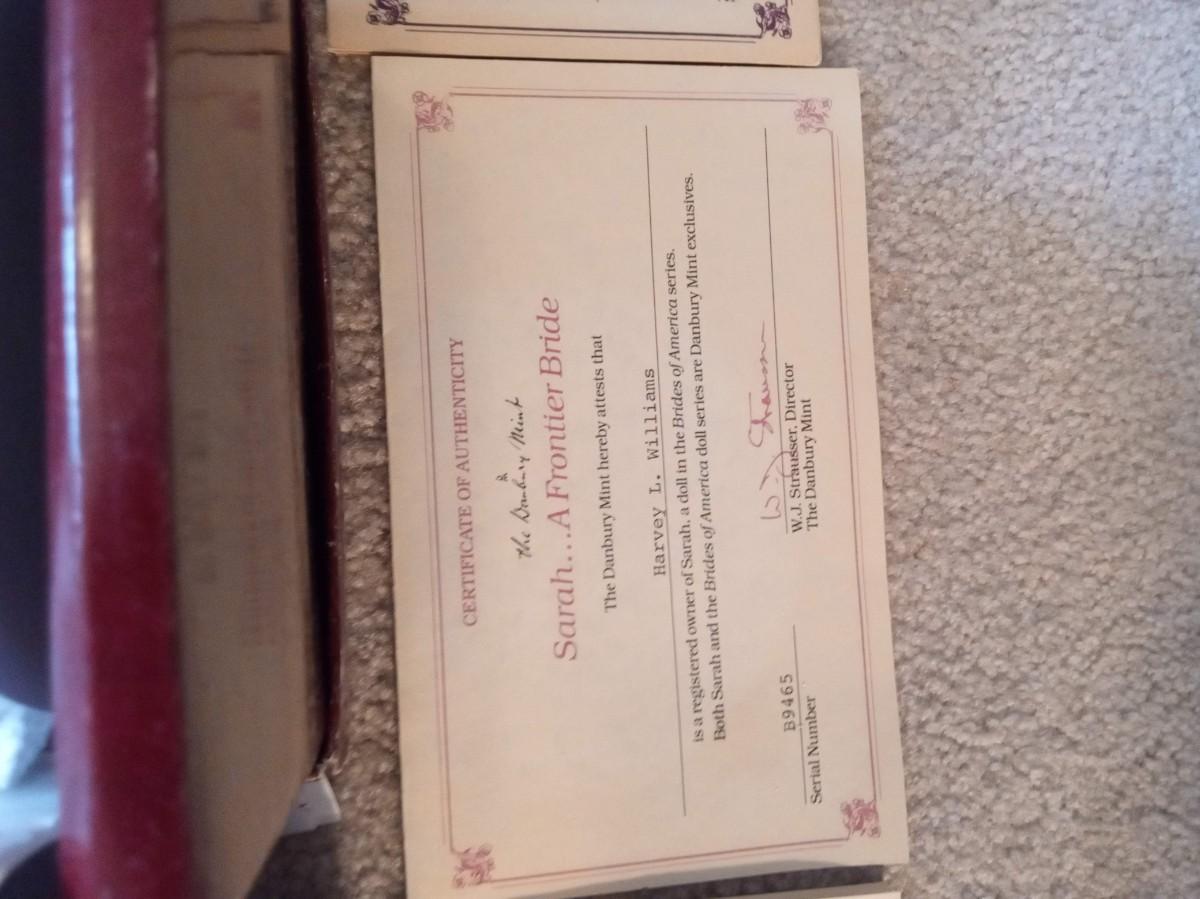 CERTIFICATE OF AUTHENTICITY
the Danbury Mint
Sarah...A Frontier Bride
The Danbury Mint hereby attests that
Harvey L. Williams
is a registered owner of Sarah, a doll in the Brides of America series.
Both Sarah and the Brides of America doll series are Danbury Mint exclusives.
B9465
Serial Number
W.J. Strausser
W.J. Strausser, Director
The Danbury Mint